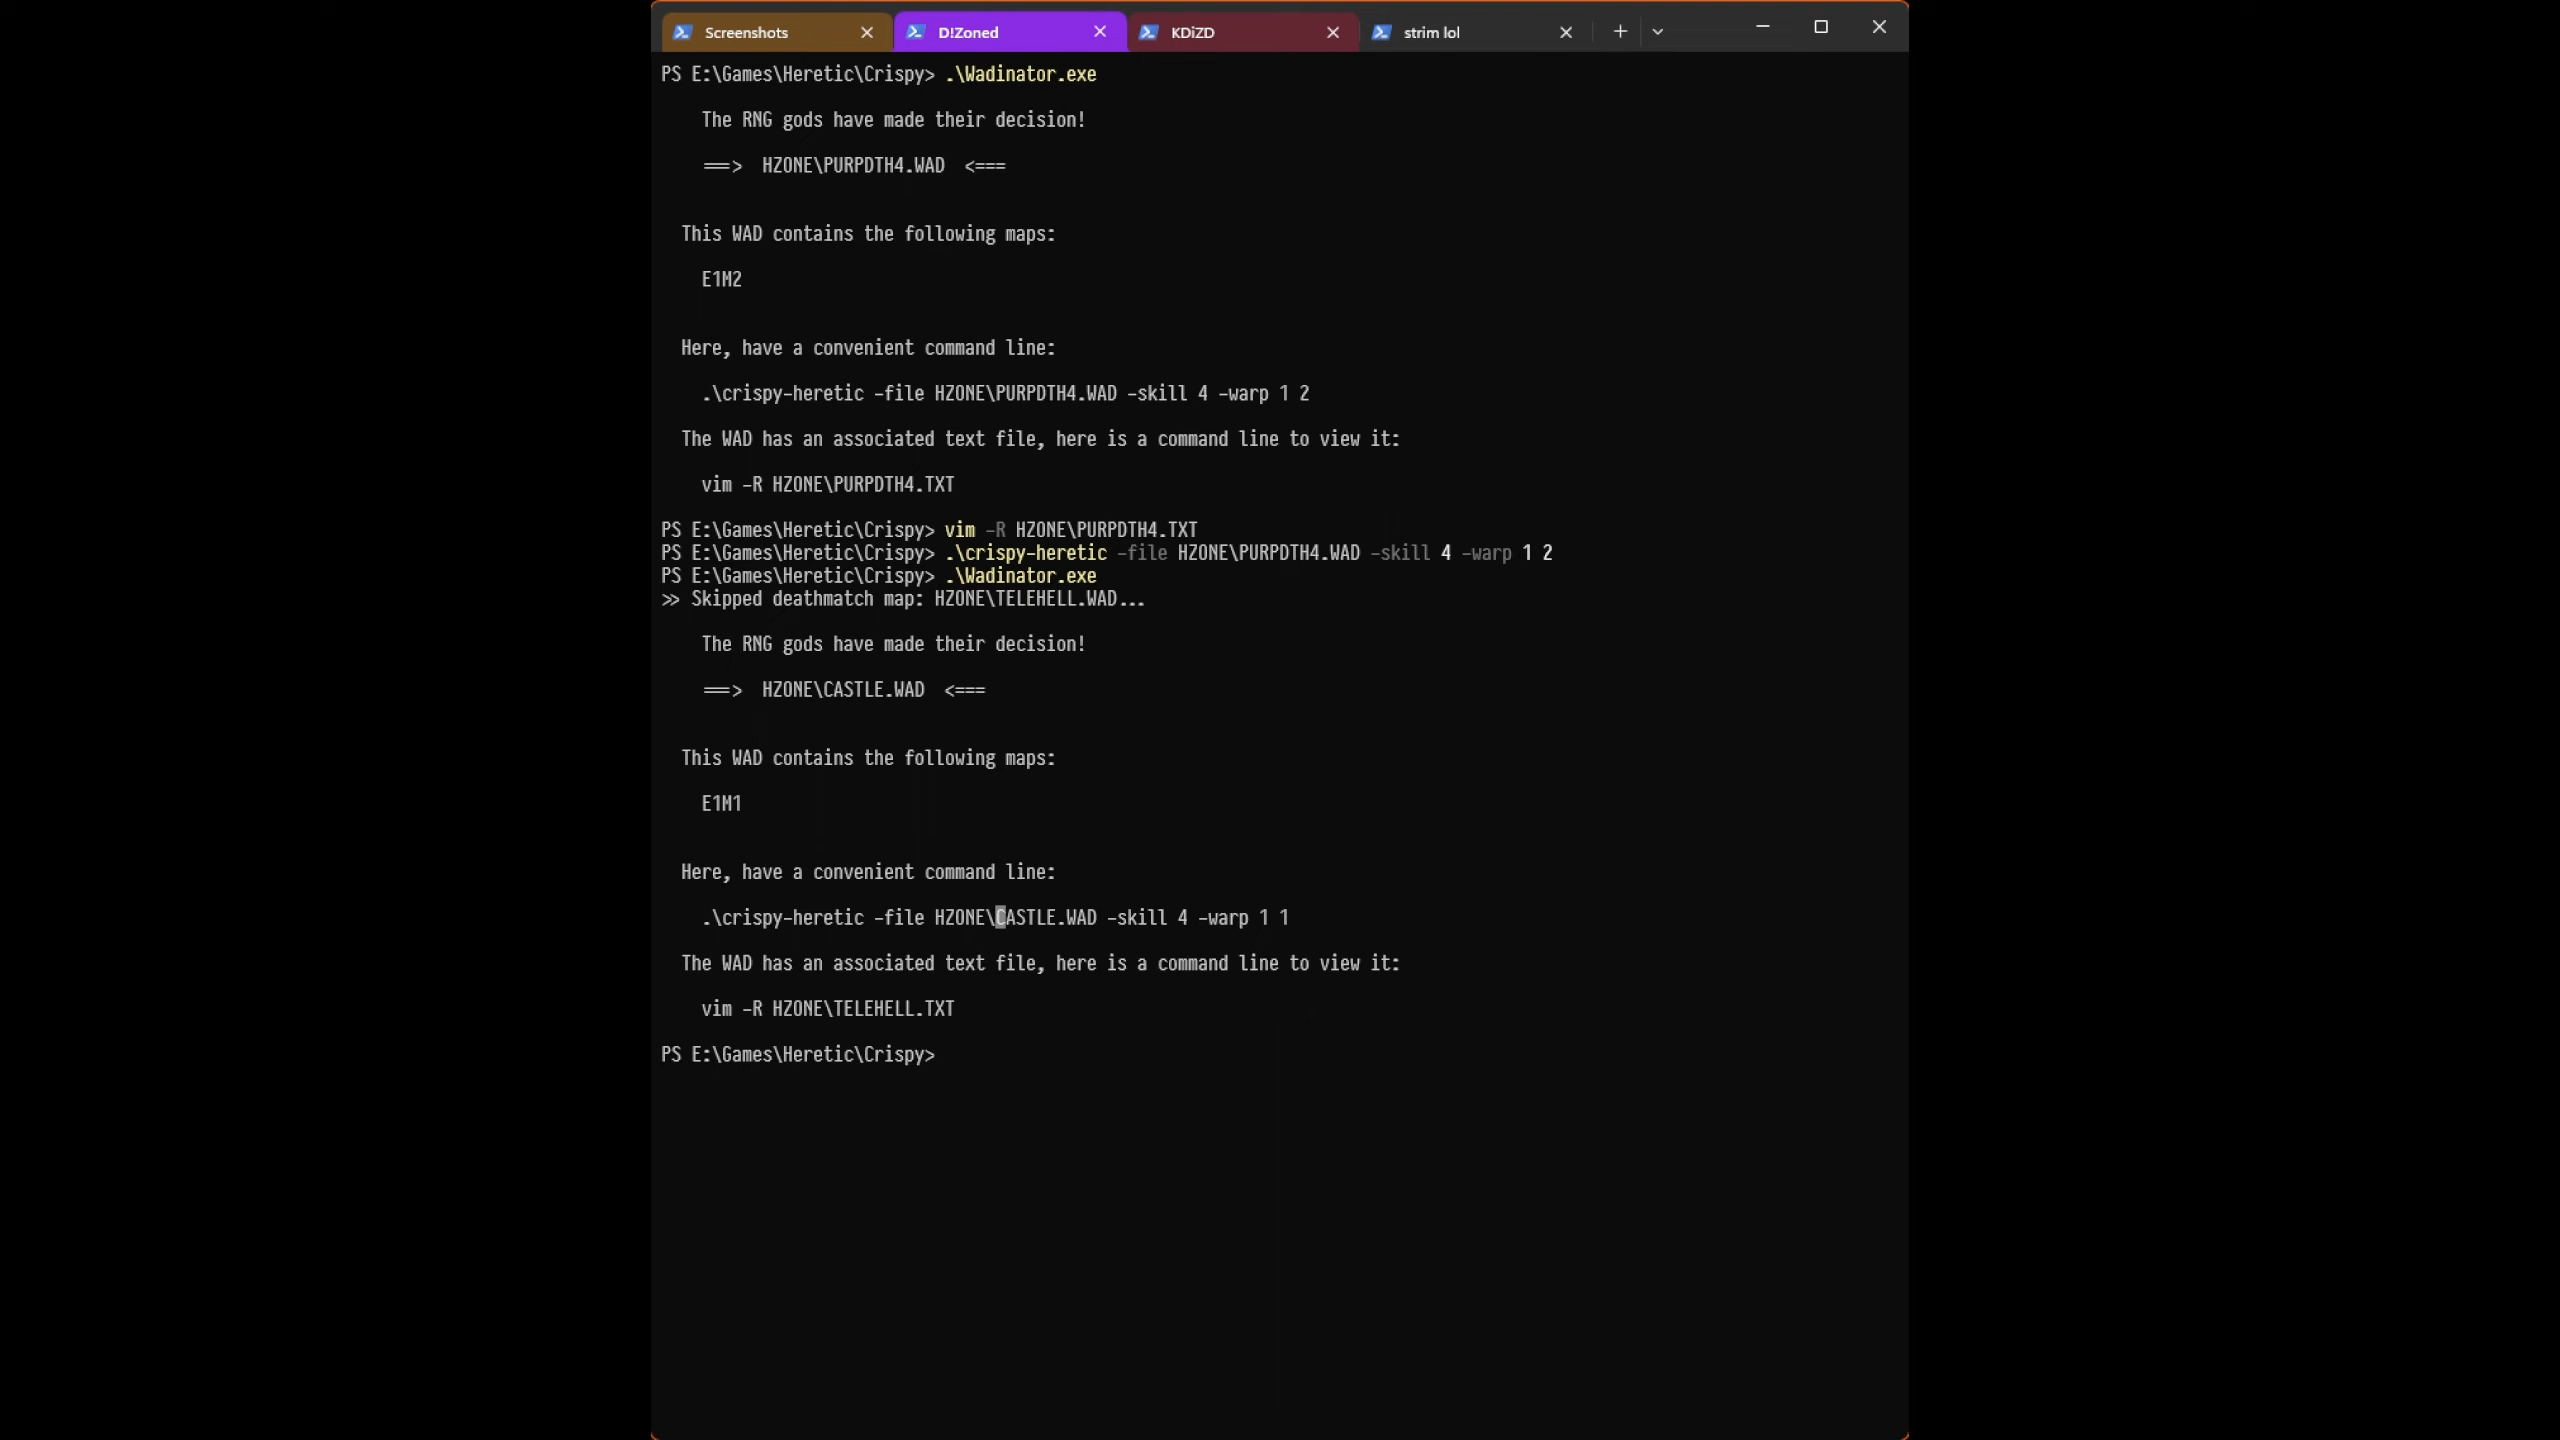 Screenshots
D!Zoned
KDiZD
strim lol
PS E:\Games\Heretic\Crispy> .\Wadinator.exe
The RNG gods have made their decision!
===> HZONE\PURPDTH4.WAD <===
This WAD contains the following maps:
E1M2
Here, have a convenient command line:
.\crispy-heretic -file HZONE\PURPDTH4.WAD -skill 4 -warp 1 2
The WAD has an associated text file, here is a command line to view it:
vim -R HZONE\PURPDTH4.TXT
PS E:\Games\Heretic\Crispy> vim -R HZONE\PURPDTH4.TXT
PS E:\Games\Heretic\Crispy> .\crispy-heretic -file HZONE\PURPDTH4.WAD -skill 4 -warp 1 2
PS E:\Games\Heretic\Crispy> .\Wadinator.exe
>> Skipped deathmatch map: HZONE\TELEHELL.WAD...
The RNG gods have made their decision!
===> HZONE\CASTLE.WAD <===
This WAD contains the following maps:
E1M1
Here, have a convenient command line:
.\crispy-heretic -file HZONE\CASTLE.WAD -skill 4 -warp 1 1
The WAD has an associated text file, here is a command line to view it:
vim -R HZONE\TELEHELL.TXT
PS E:\Games\Heretic\Crispy>